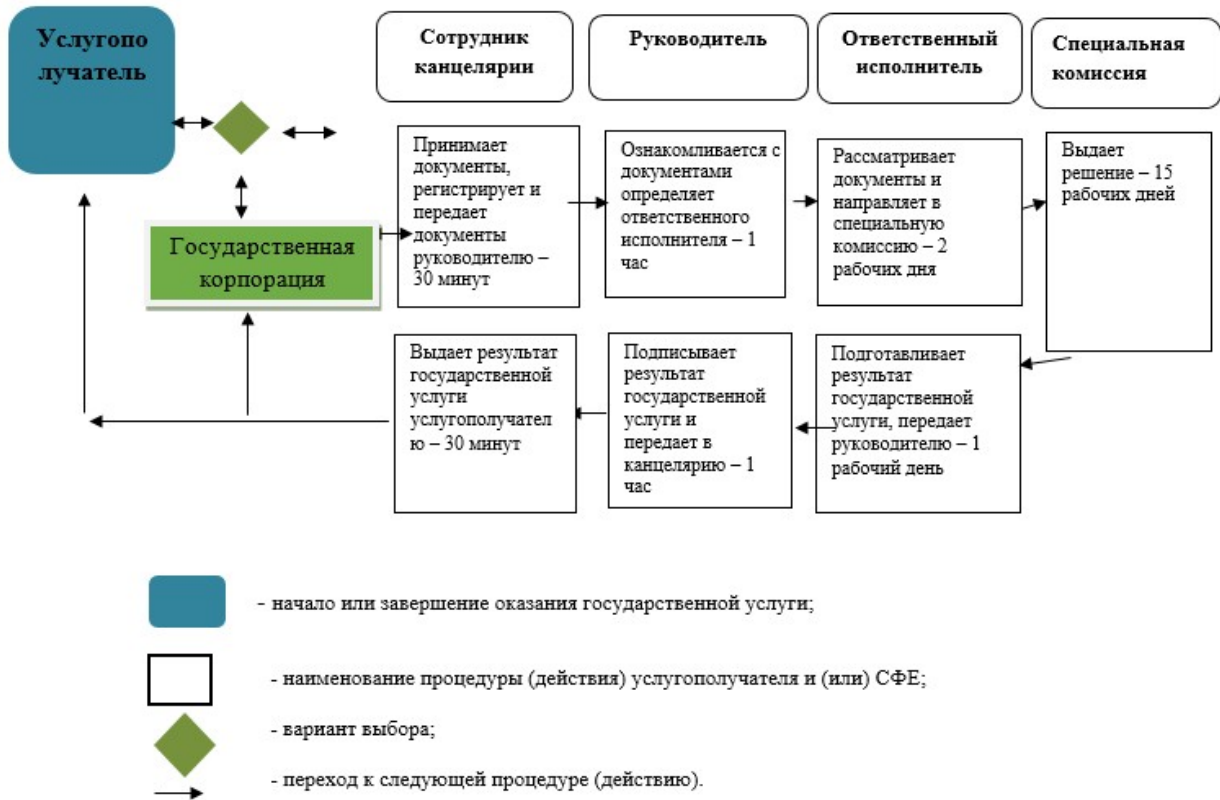 Услугопо
лучатель
Сотрудник
канцелярии
Руководитель
Ответственный
исполнитель
Специальная
комиссия
Государственная
корпорация
Принимает
документы,
регистрирует и
передает
документы
руководителю –
30 минут
Ознакомливается с
документами
определяет
ответственного
исполнителя – 1
час
Рассматривает
документы и
направляет в
специальную
комиссию – 2
рабочих дня
Выдает
решение – 15
рабочих дней
Выдает результат
государственной
услуги
услугополучател
ю – 30 минут
Подписывает
результат
государственной
услуги и
передает в
канцелярию – 1
час
Подготавливает
результат
государственной
услуги, передает
руководителю – 1
рабочий день
- начало или завершение оказания государственной услуги;
- наименование процедуры (действия) услугополучателя и (или) СФЕ;
- вариант выбора;
- переход к следующей процедуре (действию).